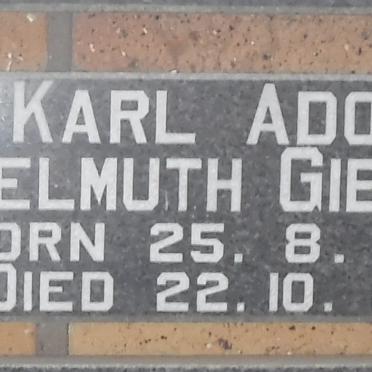 KARL ADO
ELMUTH GIE
ORN 25. 8.
DIED 22.10.